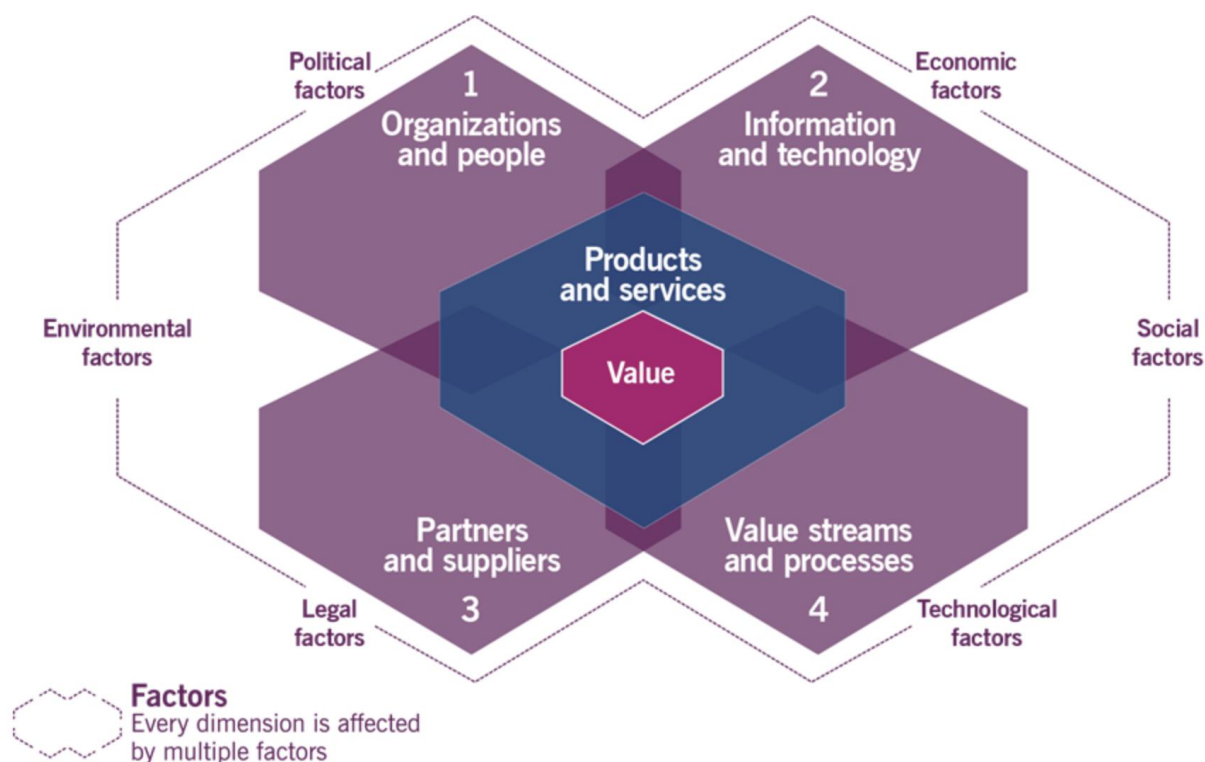 Political
factors
Economic
factors
1
Organizations
and people
2
Information
and technology
Products
and services
Environmental
factors
Value
Social
factors
Partners
and suppliers
3
Value streams
and processes
4
Legal
factors
Technological
factors
Factors
Every dimension is affected
by multiple factors